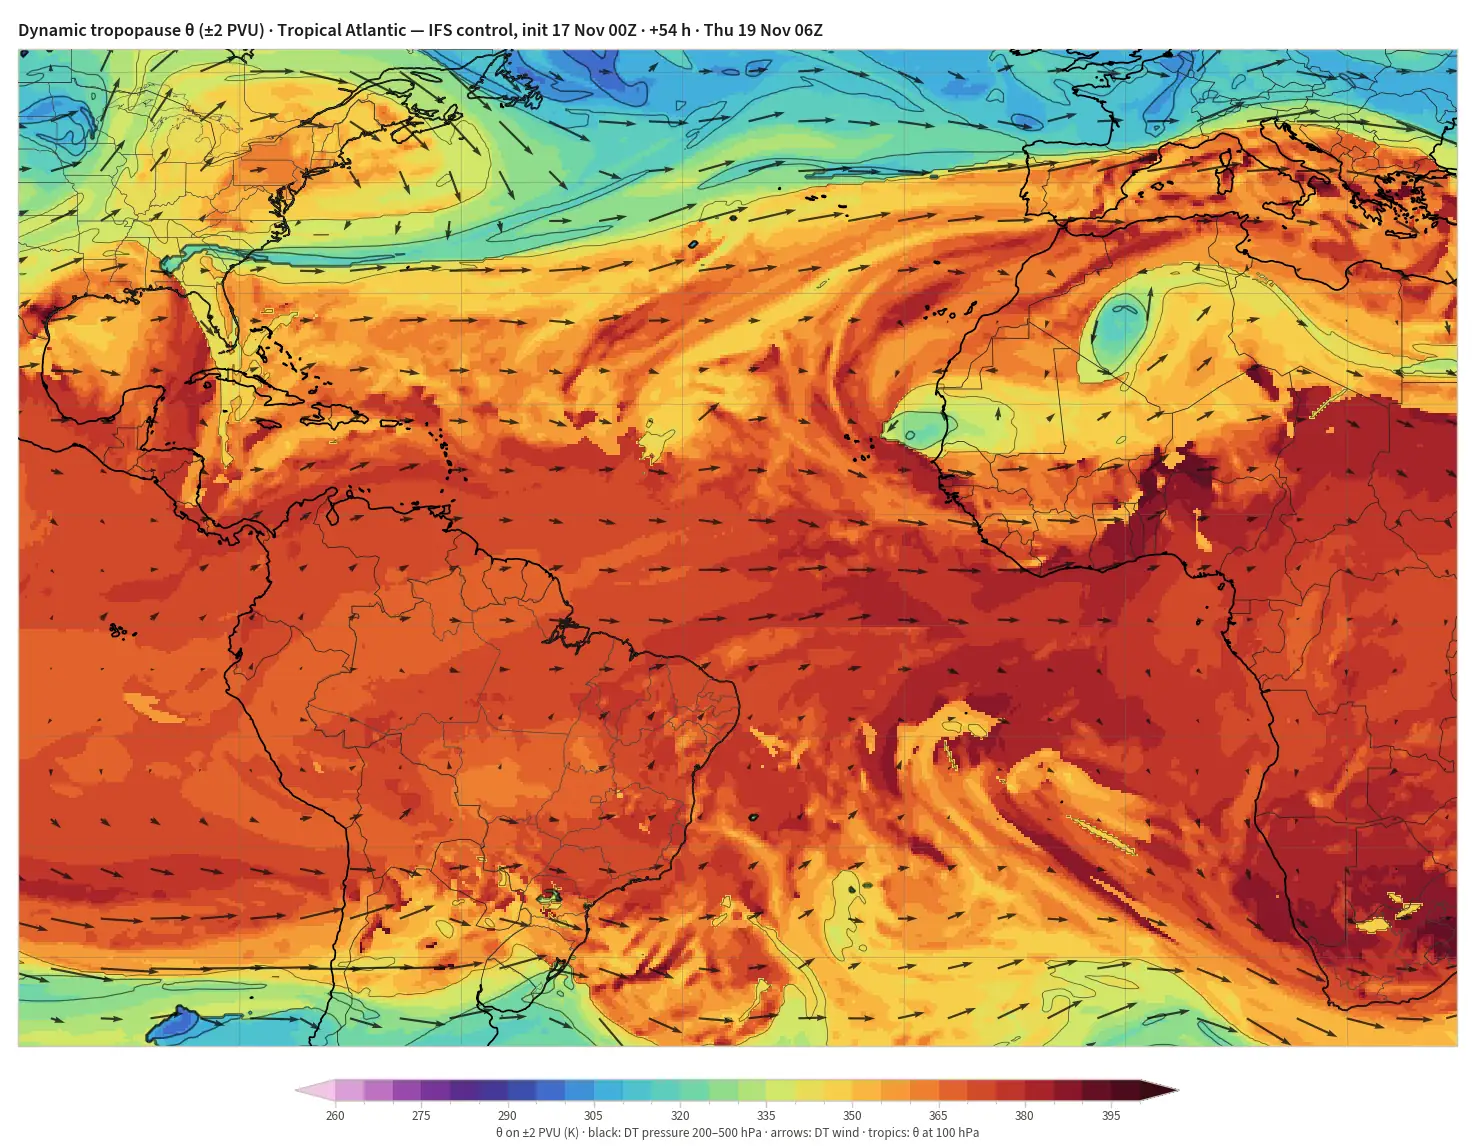 Dynamic tropopause θ (±2 PVU) · Tropical Atlantic — IFS control, init 17 Nov 00Z · +54 h · Thu 19 Nov 06Z
260 275 290 305 320 335 350 365 380 395
θ on ±2 PVU (K) · black: DT pressure 200–500 hPa · arrows: DT wind · tropics: θ at 100 hPa